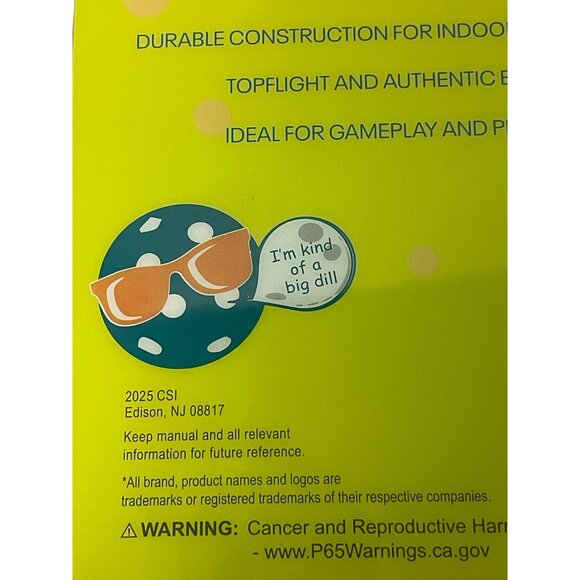 DURABLE CONSTRUCTION FOR INDOO
TOPFLIGHT AND AUTHENTIC
IDEAL FOR GAMEPLAY AND
I'm kind
of a
big dill
2025 CSI
Edison, NJ 08817
Keep manual and all relevant
information for future reference.
*All brand, product names and logos are
trademarks or registered trademarks of their respective companies.
⚠ WARNING: Cancer and Reproductive Har
- www.P65Warnings.ca.gov